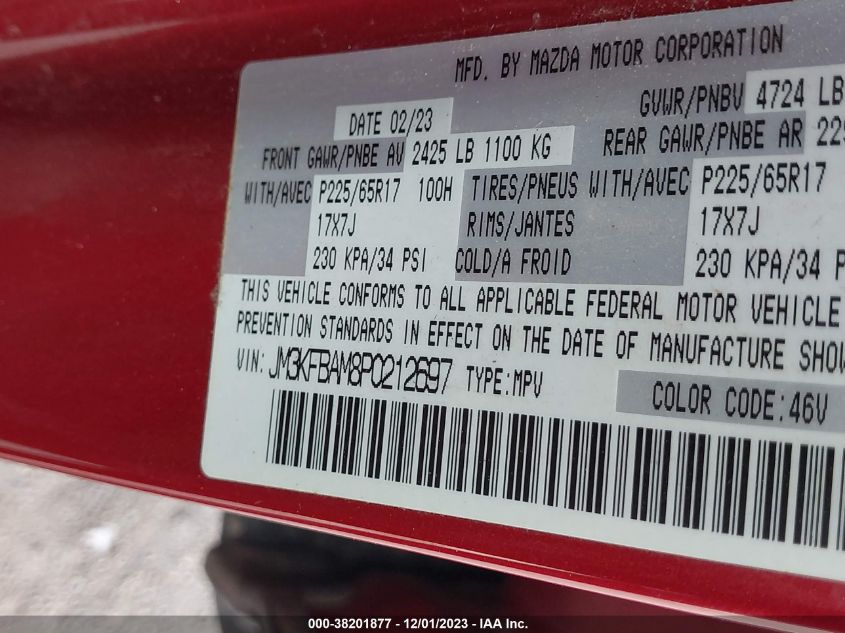 MFD. BY MAZDA MOTOR CORPORATION
DATE 02/23 GVWR/PNBV 4724 LB
FRONT GAWR/PNBE AV 2425 LB 1100 KG REAR GAWR/PNBE AR 225
WITH/AVEC P225/65R17 100H TIRES/PNEUS WITH/AVEC P225/65R17
17X7J RIMS/JANTES 17X7J
230 KPA/34 PSI COLD/A FROID 230 KPA/34 P
THIS VEHICLE CONFORMS TO ALL APPLICABLE FEDERAL MOTOR VEHICLE
PREVENTION STANDARDS IN EFFECT ON THE DATE OF MANUFACTURE SHOW
VIN: JM3KFBAM8P0212697 TYPE:MPV COLOR CODE:46V
000-38201877 - 12/01/2023 - IAA Inc.